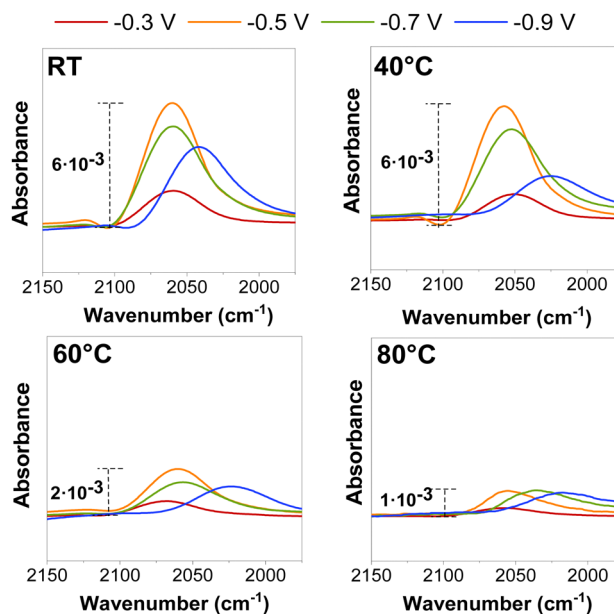 -0.3 V -0.5 V -0.7 V -0.9 V
RT
6·10⁻³
Absorbance
2150 2100 2050 2000
Wavenumber (cm⁻¹)
40°C
6·10⁻³
Absorbance
2150 2100 2050 2000
Wavenumber (cm⁻¹)
60°C
2·10⁻³
Absorbance
2150 2100 2050 2000
Wavenumber (cm⁻¹)
80°C
1·10⁻³
Absorbance
2150 2100 2050 2000
Wavenumber (cm⁻¹)